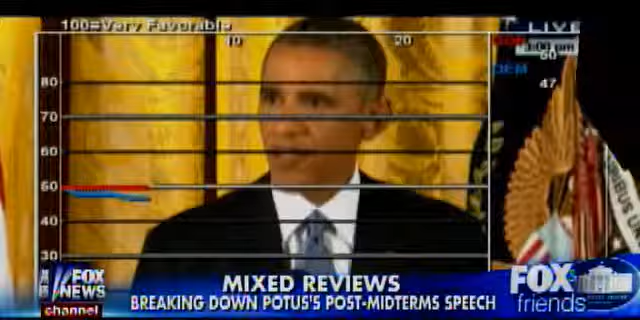 100=Very Favorable
LIVE
10
20
50
DEM
47
80
70
60
50
40
30
FOX
NEWS
channel
MIXED REVIEWS
BREAKING DOWN POTUS'S POST-MIDTERMS SPEECH
FOX
friends